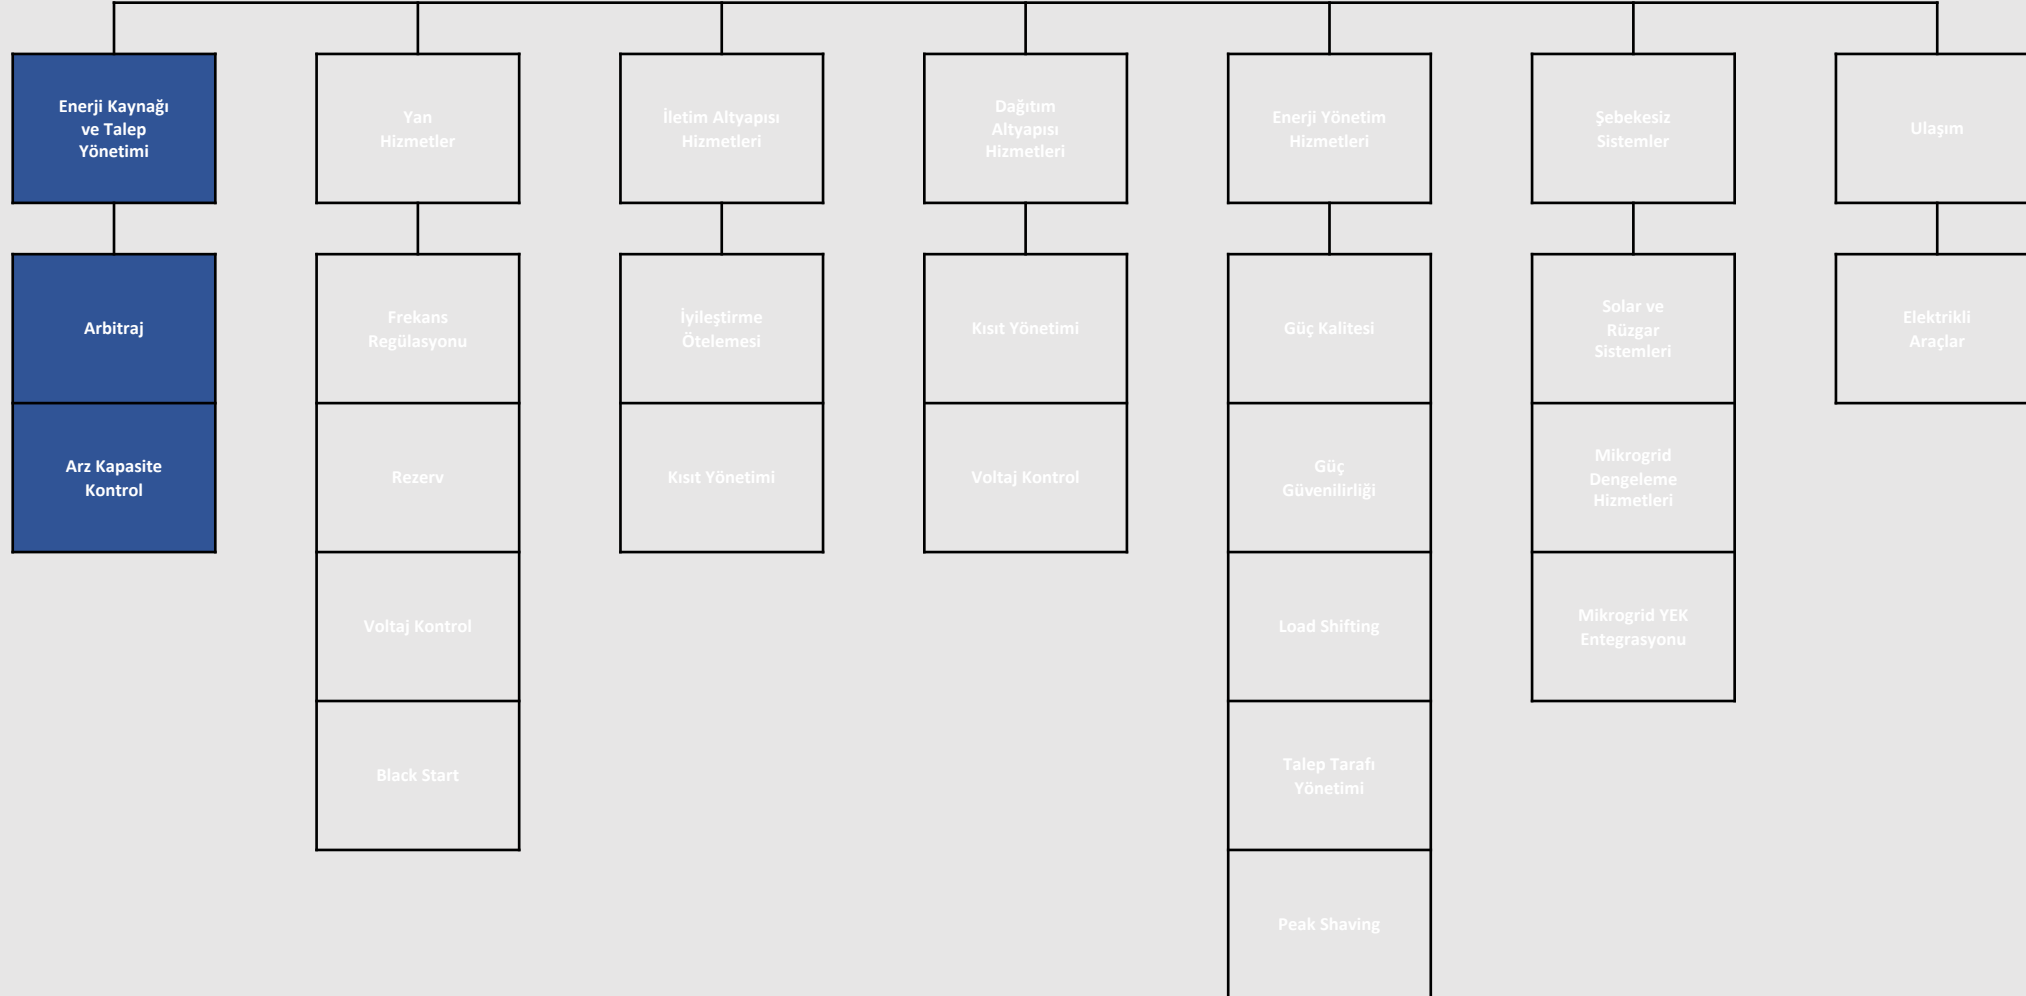 Enerji Kaynağı
ve Talep
Yönetimi
Yan
Hizmetler
İletim Altyapısı
Hizmetleri
Dağıtım
Altyapısı
Hizmetleri
Enerji Yönetim
Hizmetleri
Şebekesiz
Sistemler
Ulaşım
Arbitraj
Frekans
Regülasyonu
İyileştirme
Ötelemesi
Kısıt Yönetimi
Güç Kalitesi
Solar ve
Rüzgar
Sistemleri
Elektrikli
Araçlar
Arz Kapasite
Kontrol
Rezerv
Kısıt Yönetimi
Voltaj Kontrol
Güç
Güvenilirliği
Mikrogrid
Dengeleme
Hizmetleri
Voltaj Kontrol
Load Shifting
Mikrogrid YEK
Entegrasyonu
Black Start
Talep Tarafı
Yönetimi
Peak Shaving